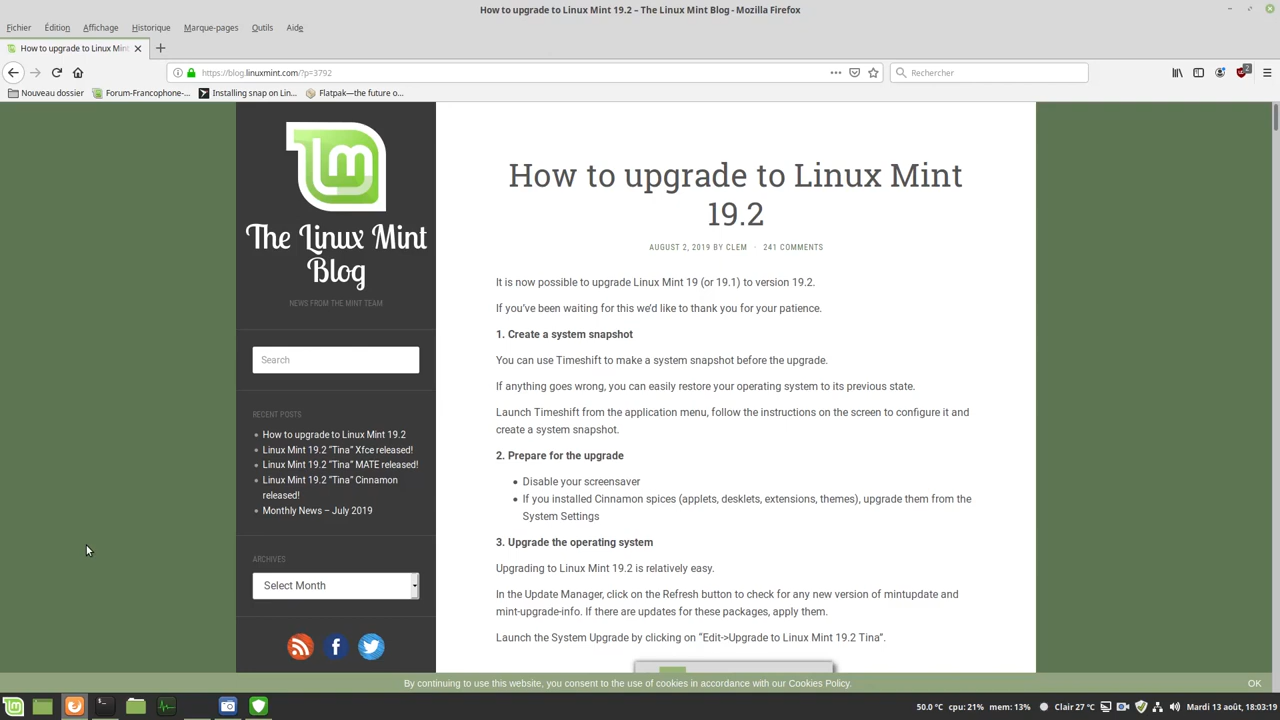 How to upgrade to Linux Mint 19.2 – The Linux Mint Blog - Mozilla Firefox
Fichier Édition Affichage Historique Marque-pages Outils Aide
How to upgrade to Linux Mint
https://blog.linuxmint.com/?p=3792
Rechercher
2
Nouveau dossier Forum-Francophone-... Installing snap on Lin... Flatpak—the future o...
lm
The Linux Mint
Blog
NEWS FROM THE MINT TEAM
Search
RECENT POSTS
How to upgrade to Linux Mint 19.2
Linux Mint 19.2 “Tina” Xfce released!
Linux Mint 19.2 “Tina” MATE released!
Linux Mint 19.2 “Tina” Cinnamon
released!
Monthly News – July 2019
ARCHIVES
Select Month
How to upgrade to Linux Mint
19.2
AUGUST 2, 2019 BY CLEM - 241 COMMENTS
It is now possible to upgrade Linux Mint 19 (or 19.1) to version 19.2.
If you’ve been waiting for this we’d like to thank you for your patience.
1. Create a system snapshot
You can use Timeshift to make a system snapshot before the upgrade.
If anything goes wrong, you can easily restore your operating system to its previous state.
Launch Timeshift from the application menu, follow the instructions on the screen to configure it and
create a system snapshot.
2. Prepare for the upgrade
• Disable your screensaver
• If you installed Cinnamon spices (applets, desklets, extensions, themes), upgrade them from the
System Settings
3. Upgrade the operating system
Upgrading to Linux Mint 19.2 is relatively easy.
In the Update Manager, click on the Refresh button to check for any new version of mintupdate and
mint-upgrade-info. If there are updates for these packages, apply them.
Launch the System Upgrade by clicking on “Edit->Upgrade to Linux Mint 19.2 Tina”.
By continuing to use this website, you consent to the use of cookies in accordance with our Cookies Policy.
OK
50.0 °C cpu: 21% mem: 13% Clair 27 °C Mardi 13 août, 18:03:19